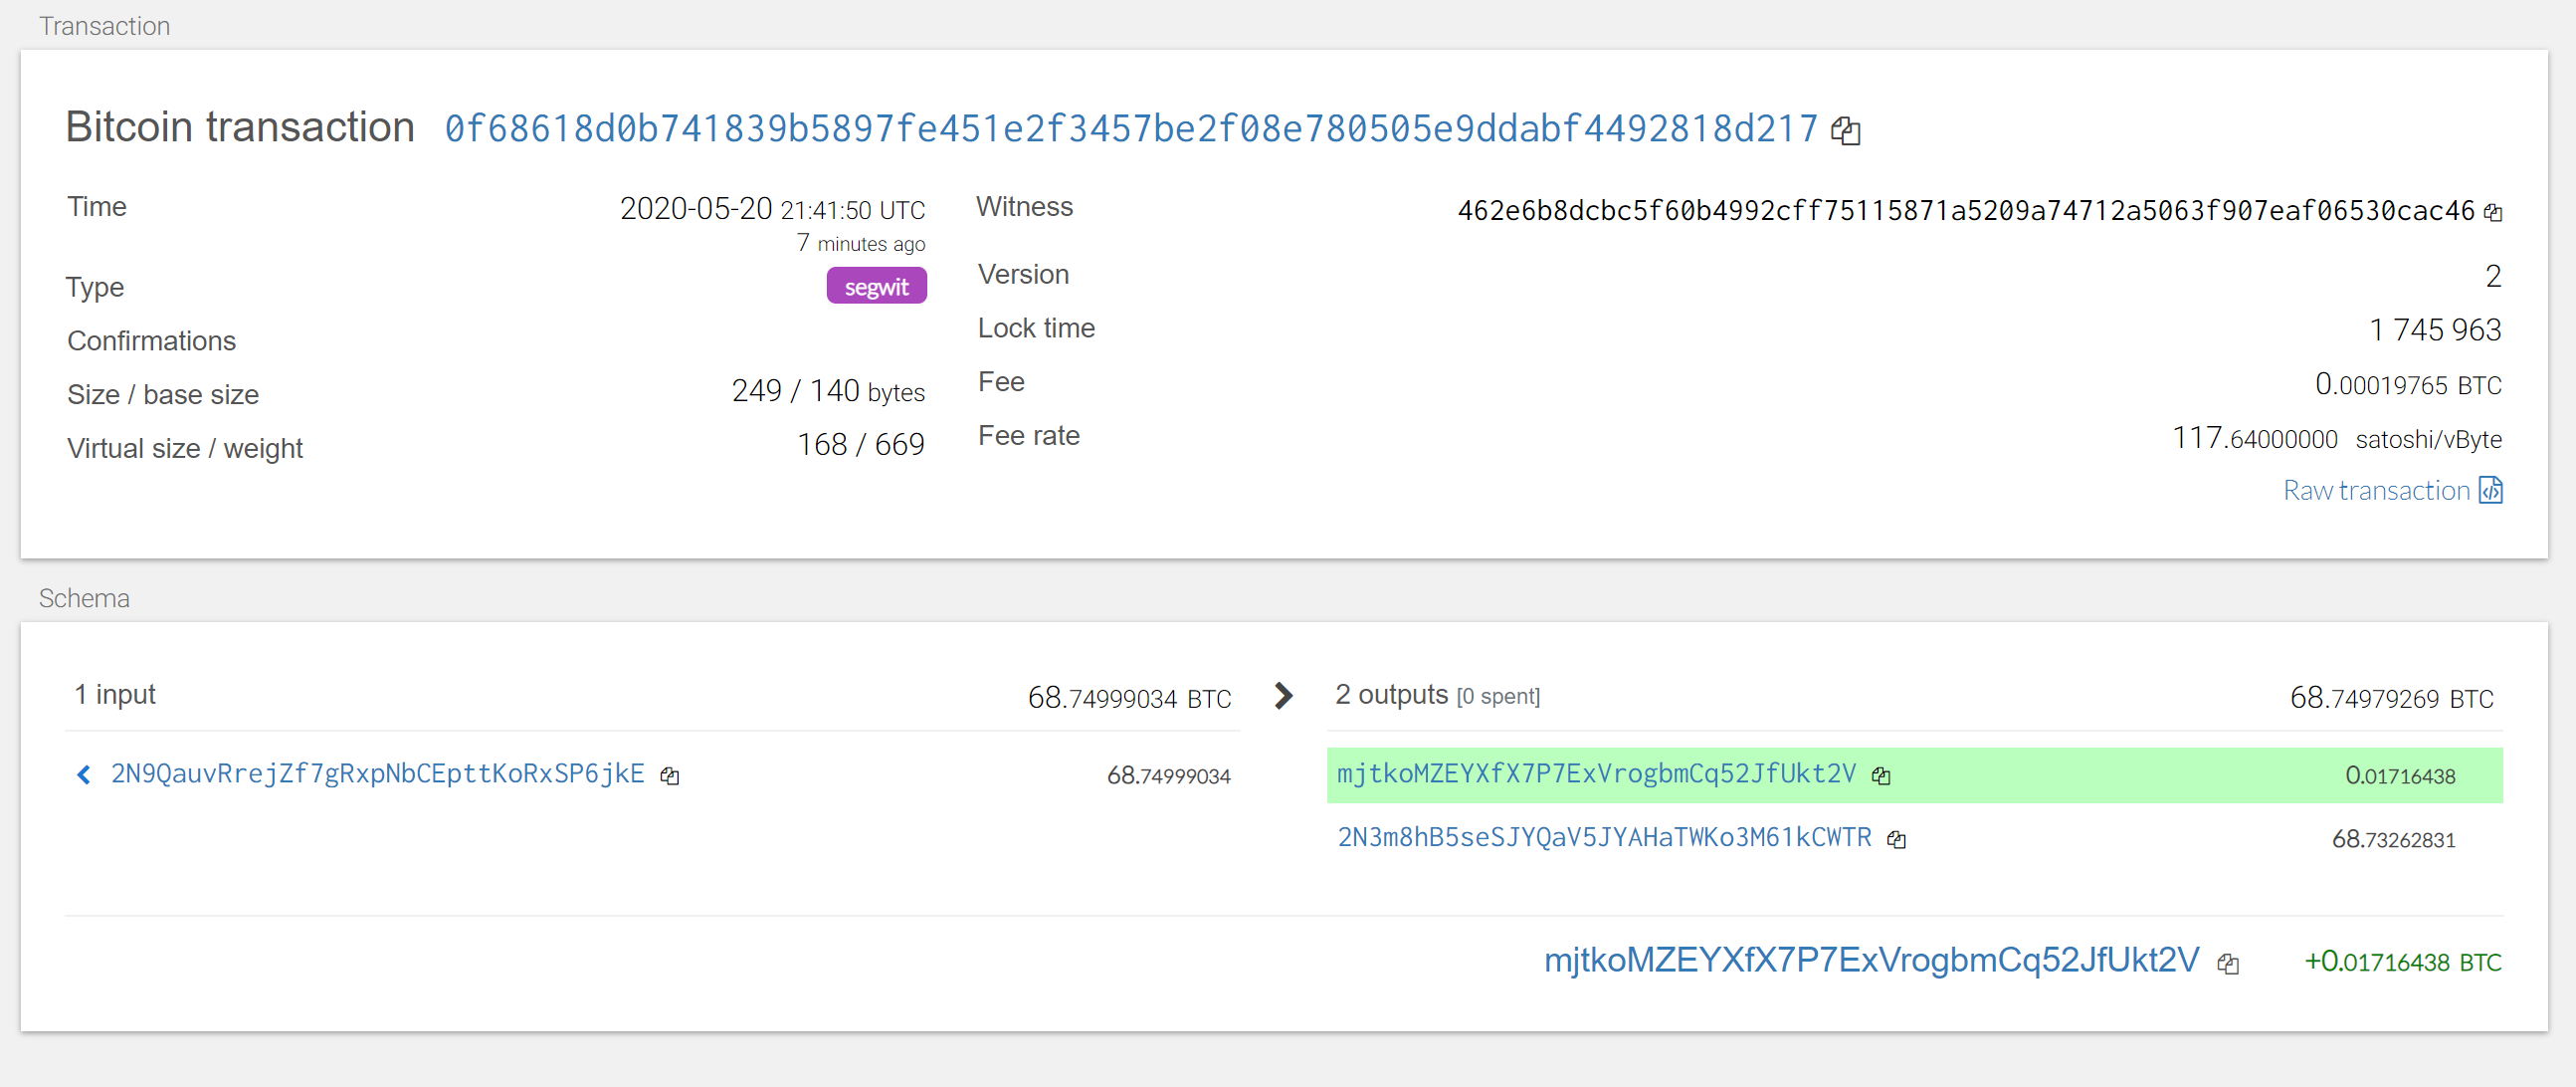 Transaction
Bitcoin transaction 0f68618d0b741839b5897fe451e2f3457be2f08e780505e9ddabf4492818d217
Time 2020-05-20 21:41:50 UTC
7 minutes ago
Type segwit
Confirmations
Size / base size 249 / 140 bytes
Virtual size / weight 168 / 669
Witness 462e6b8dcbc5f60b4992cff75115871a5209a74712a5063f907eaf06530cac46
Version 2
Lock time 1 745 963
Fee 0.00019765 BTC
Fee rate 117.64000000 satoshi/vByte
Raw transaction
Schema
1 input 68.74999034 BTC
2N9QauvRrejZf7gRxpNbCEpttKoRxSP6jkE 68.74999034
2 outputs [0 spent] 68.74979269 BTC
mjtkoMZEYXfX7P7ExVrogbmCq52JfUkt2V 0.01716438
2N3m8hB5seSJYQaV5JYAHaTWKo3M61kCWTR 68.73262831
mjtkoMZEYXfX7P7ExVrogbmCq52JfUkt2V +0.01716438 BTC